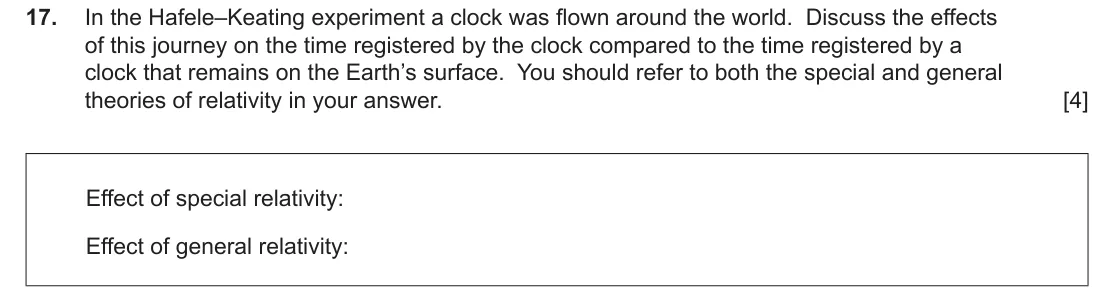 17. In the Hafele–Keating experiment a clock was flown around the world. Discuss the effects
of this journey on the time registered by the clock compared to the time registered by a
clock that remains on the Earth's surface. You should refer to both the special and general
theories of relativity in your answer. [4]
Effect of special relativity:
Effect of general relativity: